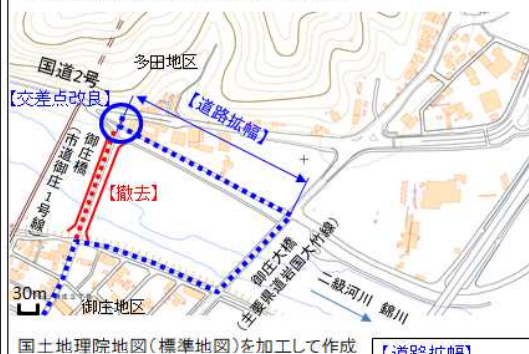 国道2号
多田地区
【交差点改良】
【道路拡幅】
御庄橋
(市道御庄1号線)
【撤去】
御庄大橋
(主要県道岩国大竹線)
二級河川 錦川
30m
御庄地区
国土地理院地図(標準地図)を加工して作成
【道路拡幅】